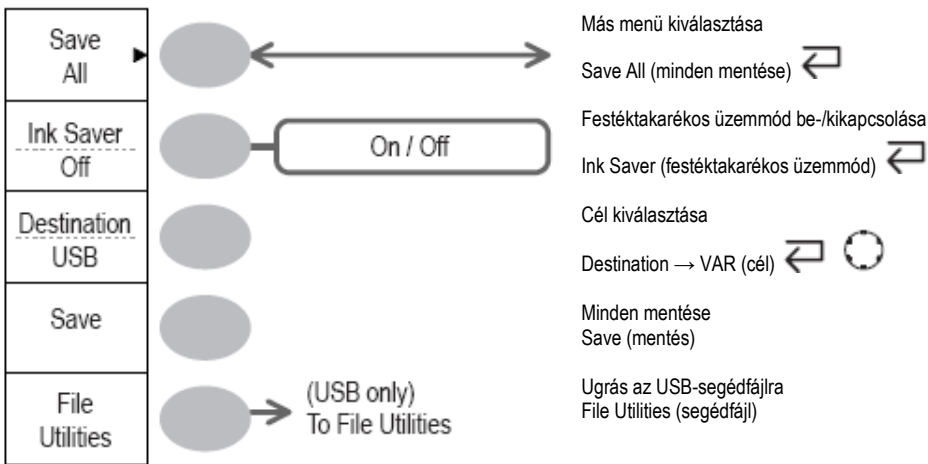 Save
All
Más menü kiválasztása
Save All (minden mentése)
Ink Saver
Off
On / Off
Festéktakarékos üzemmód be-/kikapcsolása
Ink Saver (festéktakarékos üzemmód)
Destination
USB
Cél kiválasztása
Destination → VAR (cél)
Save
Minden mentése
Save (mentés)
File
Utilities
(USB only)
To File Utilities
Ugrás az USB-segédfájlra
File Utilities (segédfájl)